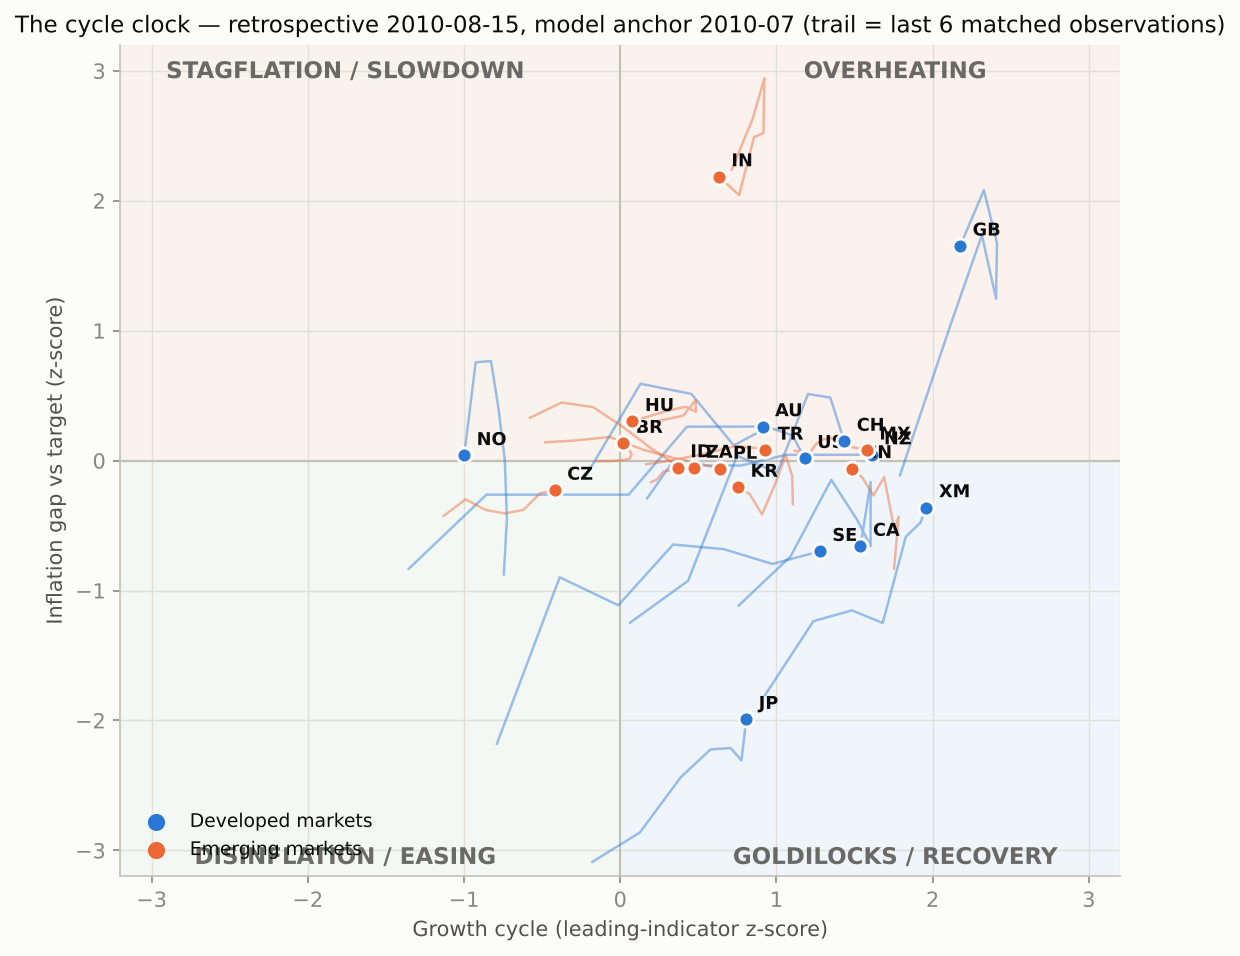 The cycle clock — retrospective 2010-08-15, model anchor 2010-07 (trail = last 6 matched observations)
STAGFLATION / SLOWDOWN
OVERHEATING
3
2
1
0
−1
−2
−3
Inflation gap vs target (z-score)
IN
GB
HU
BR
AU
TR
CH
MX
NZ
US
NO
ID
ZA
PL
KR
CZ
XM
SE
CA
JP
Developed markets
Emerging markets
DISINFLATION / EASING
GOLDILOCKS / RECOVERY
−3
−2
−1
0
1
2
3
Growth cycle (leading-indicator z-score)